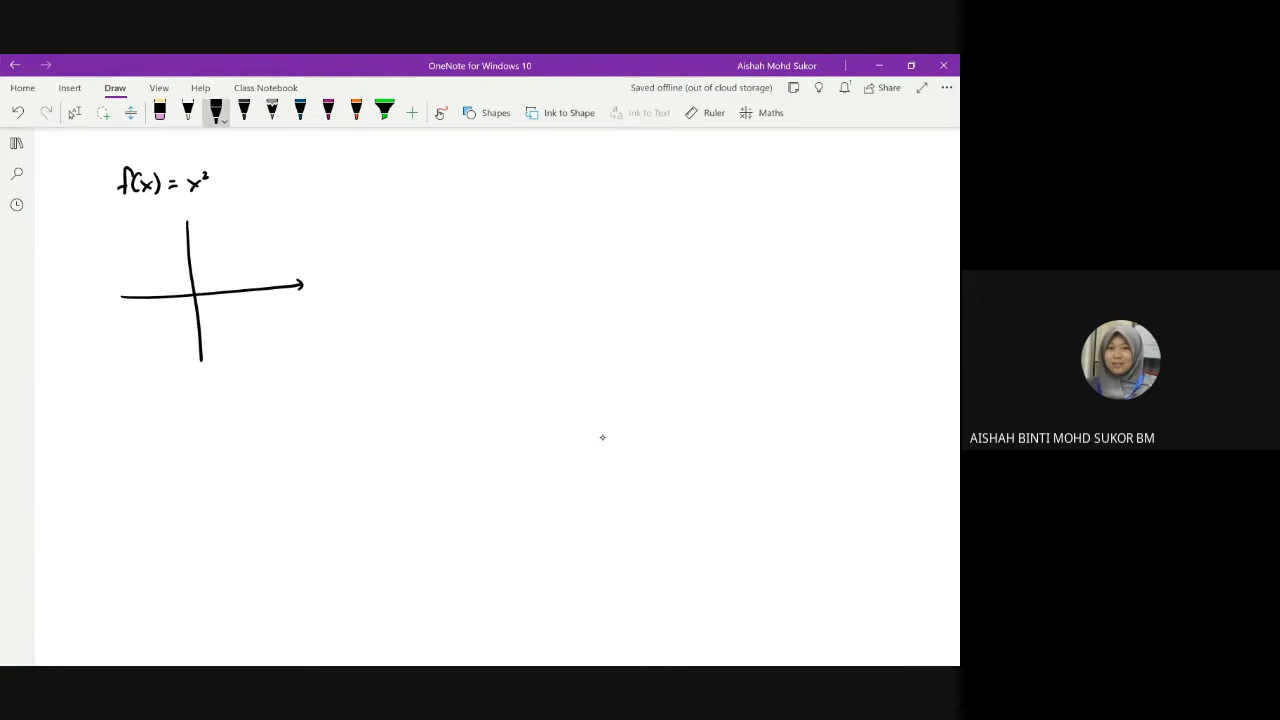 OneNote for Windows 10
Aishah Mohd Sukor
Home Insert Draw View Help Class Notebook
Saved offline (out of cloud storage)
Share
Shapes
Ink to Shape
Ink to Text
Ruler
Maths
f(x) = x²
AISHAH BINTI MOHD SUKOR BM